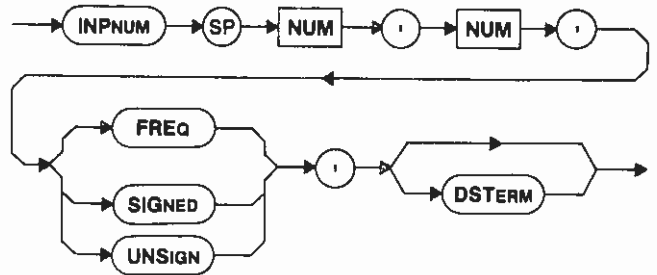 INPNUM SP NUM , NUM ,
FREQ
SIGNED , DSTERM
UNSIGN